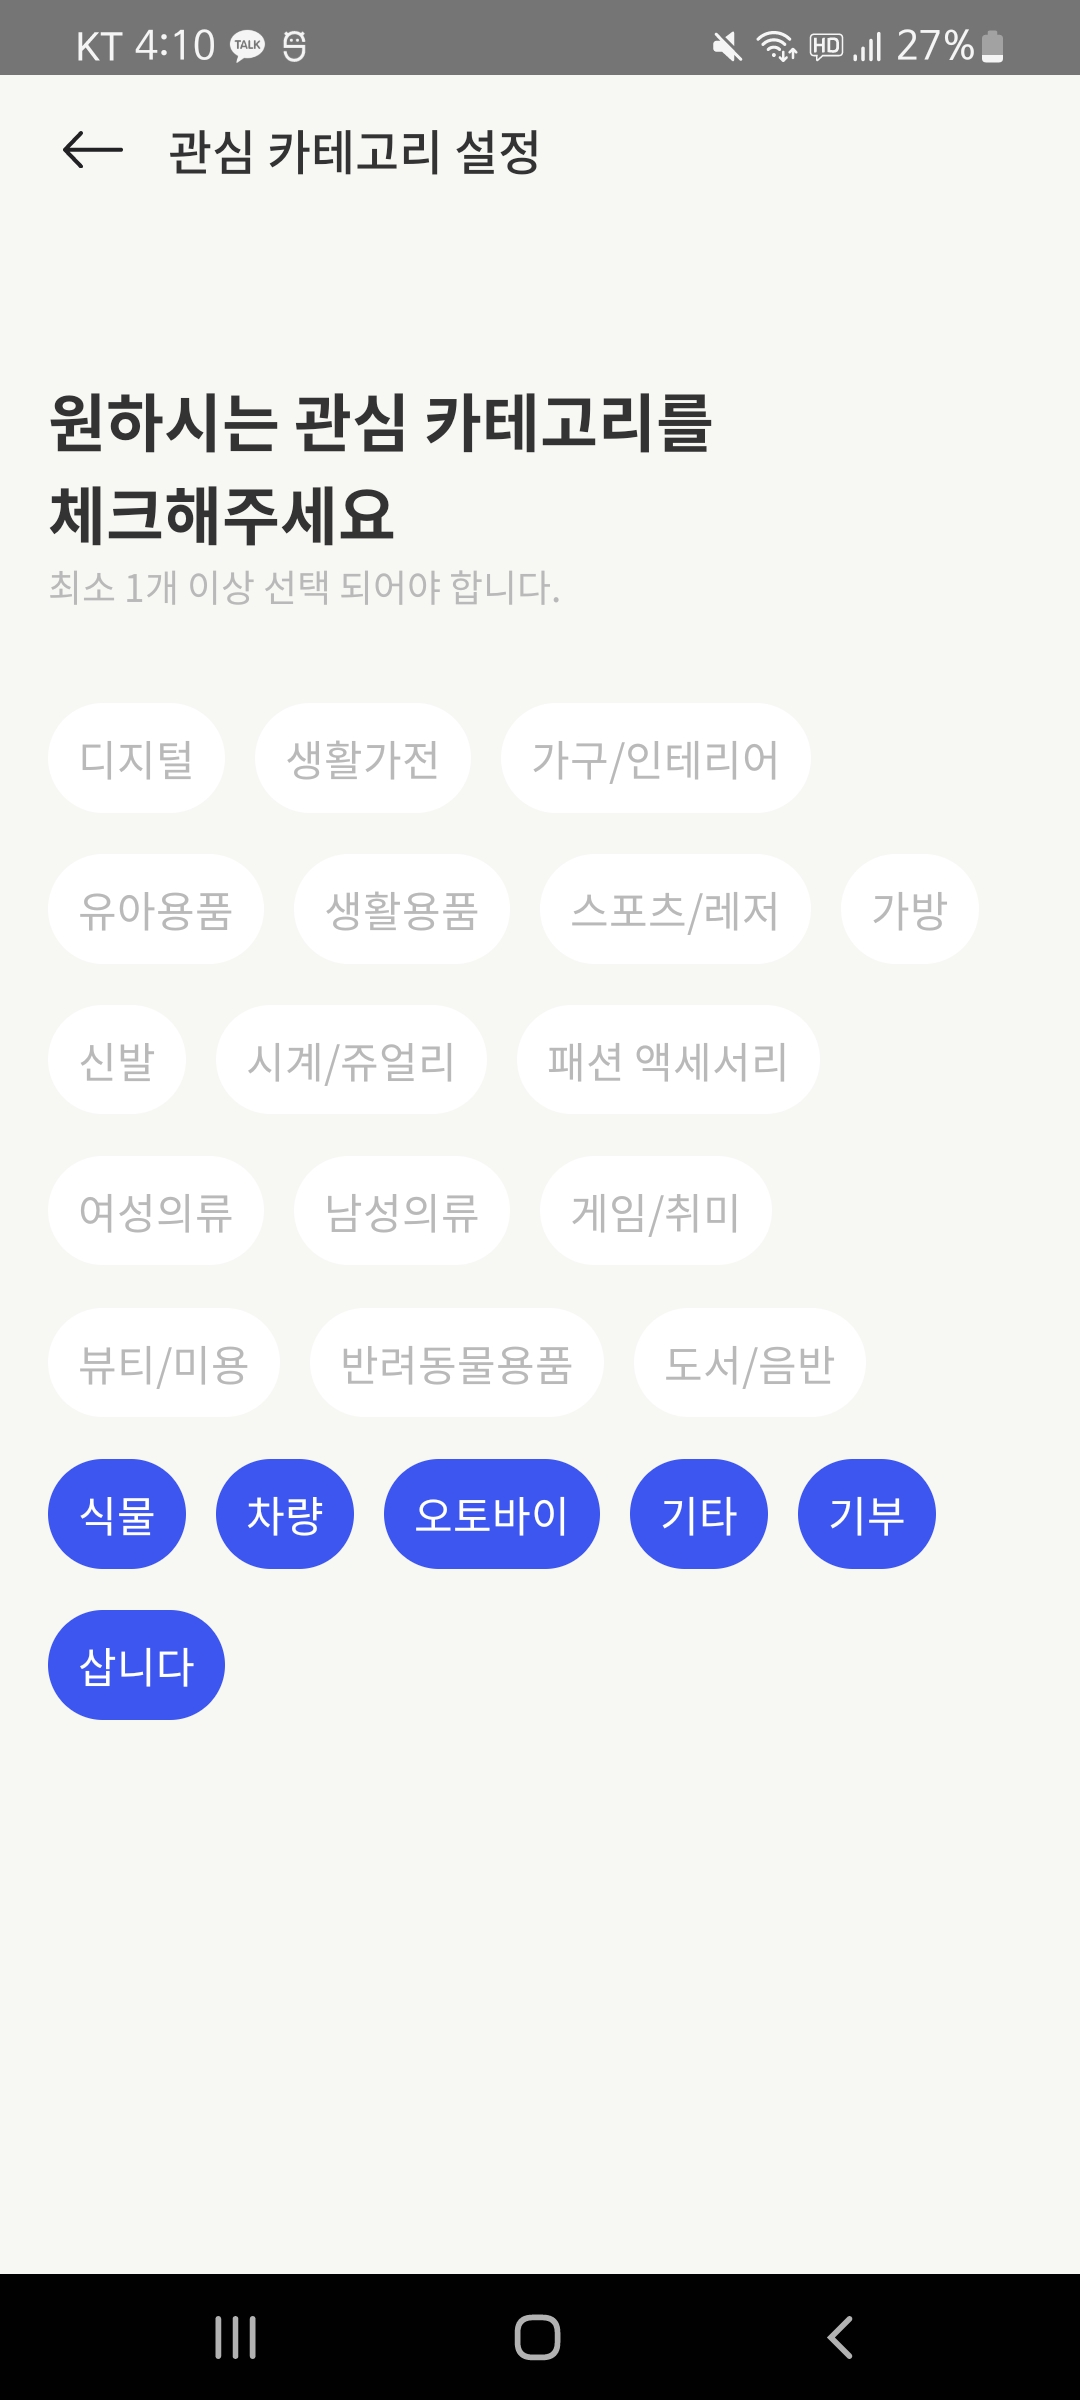 KT 4:10 TALK HD 27%
관심 카테고리 설정
원하시는 관심 카테고리를
체크해주세요
최소 1개 이상 선택 되어야 합니다.
디지털 생활가전 가구/인테리어
유아용품 생활용품 스포츠/레저 가방
신발 시계/쥬얼리 패션 액세서리
여성의류 남성의류 게임/취미
뷰티/미용 반려동물용품 도서/음반
식물 차량 오토바이 기타 기부
삽니다